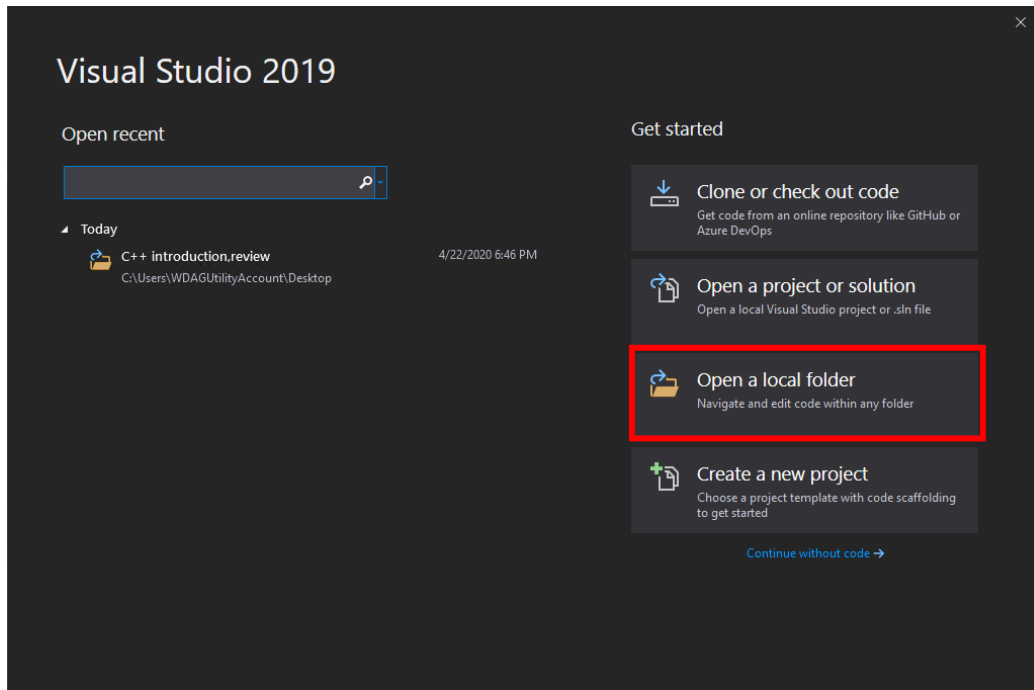 Visual Studio 2019
Open recent
Today
C++ introduction,review
4/22/2020 6:46 PM
C:\Users\WDAGUtilityAccount\Desktop
Get started
Clone or check out code
Get code from an online repository like GitHub or
Azure DevOps
Open a project or solution
Open a local Visual Studio project or .sln file
Open a local folder
Navigate and edit code within any folder
Create a new project
Choose a project template with code scaffolding
to get started
Continue without code →